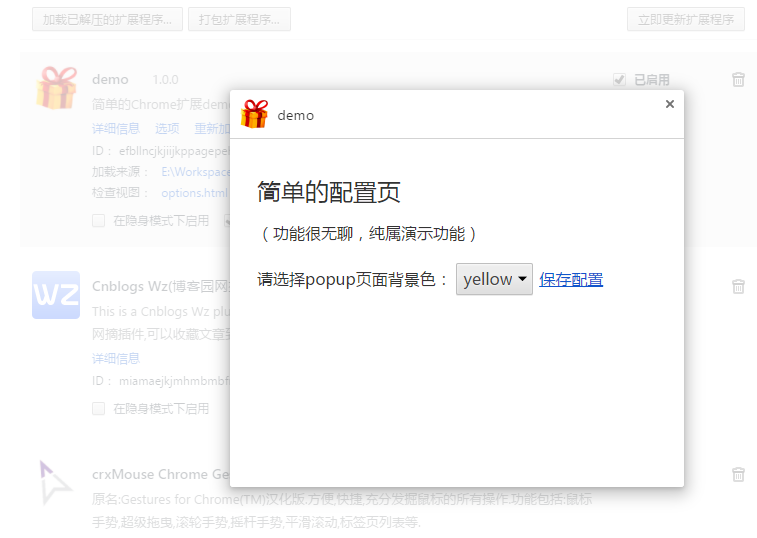 加载已解压的扩展程序...
打包扩展程序...
立即更新扩展程序
demo 1.0.0
已启用
简单的Chrome扩展dem
详细信息 选项 重新加
ID： efbllncjkjiijkppagepe
加载来源： E:\Workspace
检查视图： options.html
在隐身模式下启用
demo
×
简单的配置页
（功能很无聊，纯属演示功能）
请选择popup页面背景色： yellow 保存配置
WZ
Cnblogs Wz(博客园网
This is a Cnblogs Wz plu
网摘插件,可以收藏文章
详细信息
ID： miamaejkjmhmbmbf
在隐身模式下启用
crxMouse Chrome Ge
原名:Gestures for Chrome(TM)汉化版.方便,快捷,充分发掘鼠标的所有操作.功能包括:鼠标
手势,超级拖曳,滚轮手势,摇杆手势,平滑滚动,标签页列表等.